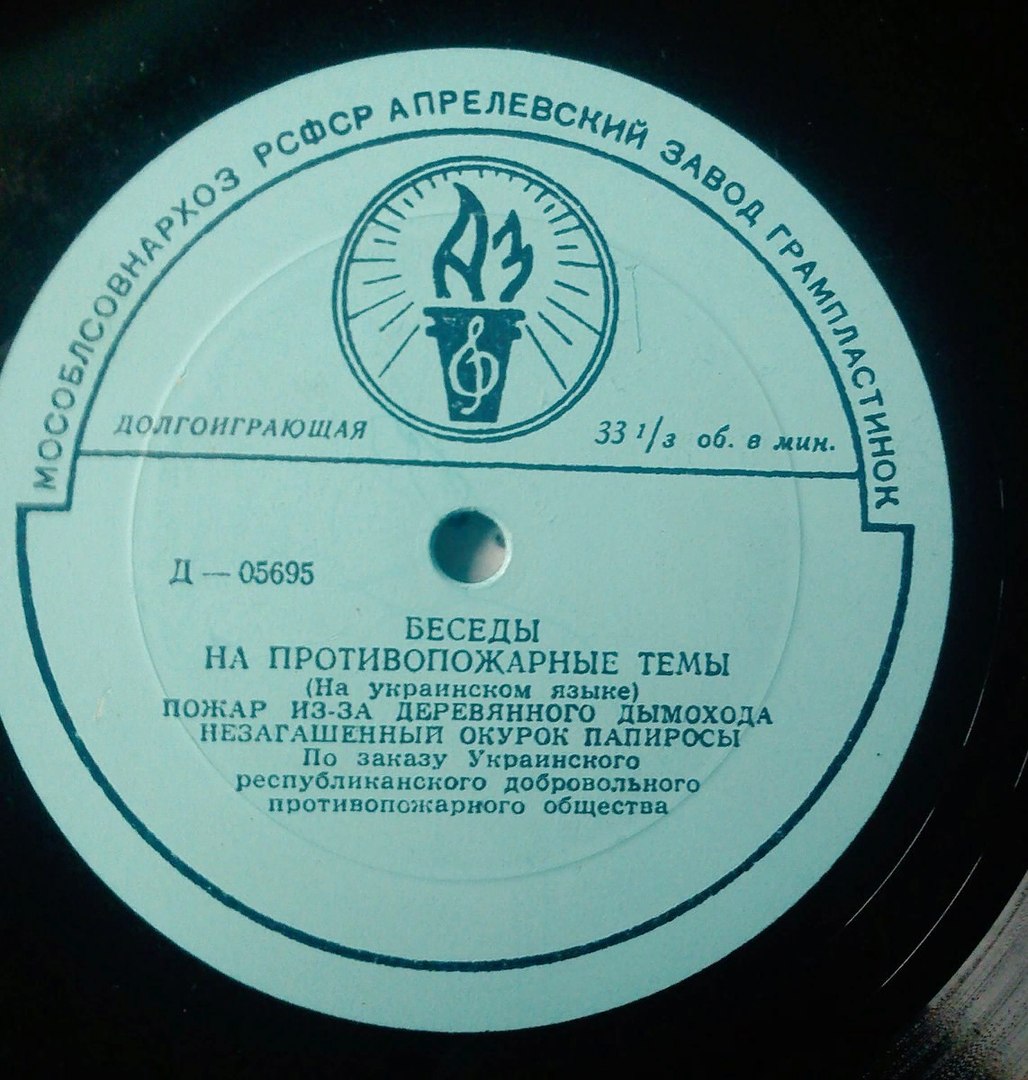 МОСОБЛСОВНАРХОЗ РСФСР АПРЕЛЕВСКИЙ ЗАВОД ГРАМПЛАСТИНОК
АЗ
ДОЛГОИГРАЮЩАЯ
33 1/3 об. в мин.
Д — 05695
БЕСЕДЫ
НА ПРОТИВОПОЖАРНЫЕ ТЕМЫ
(На украинском языке)
ПОЖАР ИЗ-ЗА ДЕРЕВЯННОГО ДЫМОХОДА
НЕЗАГАШЕННЫЙ ОКУРОК ПАПИРОСЫ
По заказу Украинского
республиканского добровольного
противопожарного общества